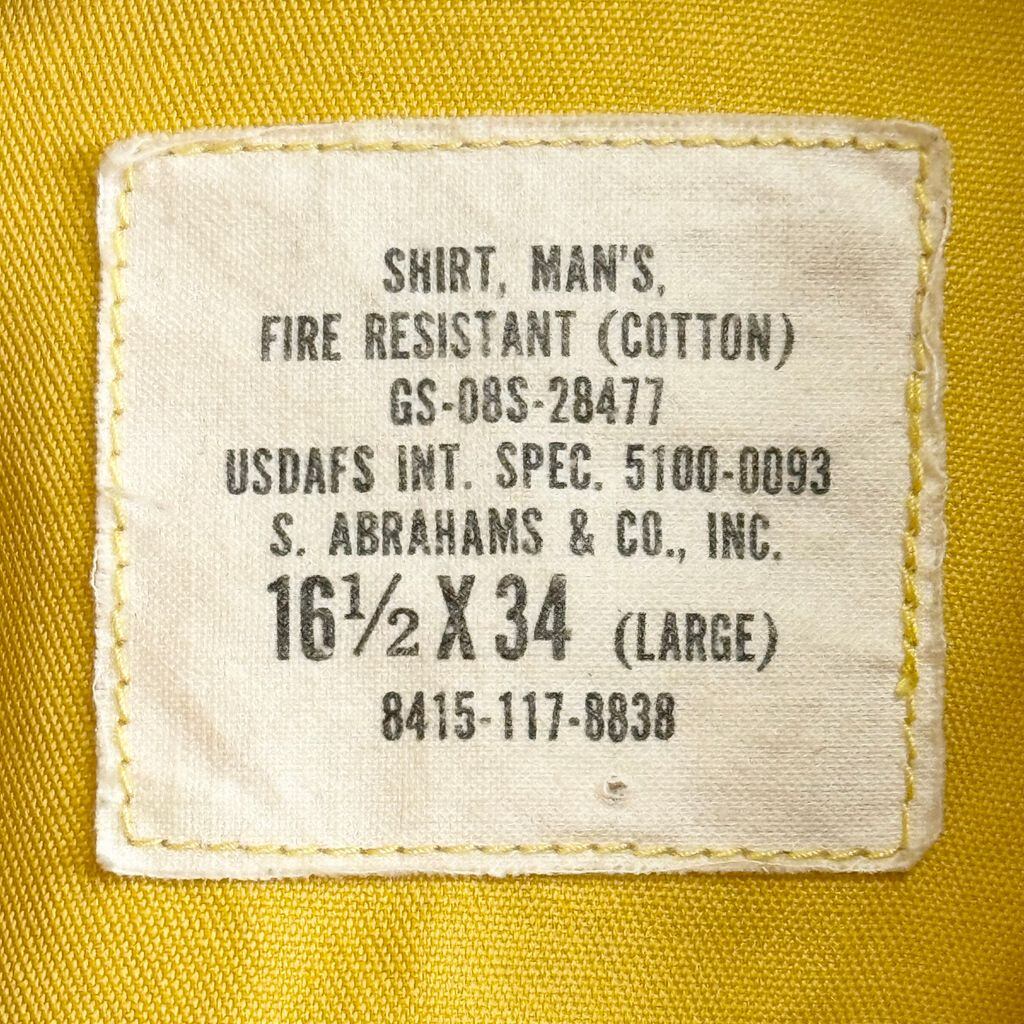 SHIRT, MAN'S,
FIRE RESISTANT (COTTON)
GS-08S-28477
USDAFS INT. SPEC. 5100-0093
S. ABRAHAMS & CO., INC.
16½ X 34 (LARGE)
8415-117-8838